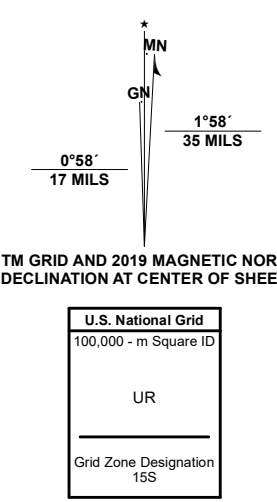 MN
GN
1°58´
35 MILS
0°58´
17 MILS
TM GRID AND 2019 MAGNETIC NOR
DECLINATION AT CENTER OF SHEE
U.S. National Grid
100,000 - m Square ID
UR
Grid Zone Designation
15S